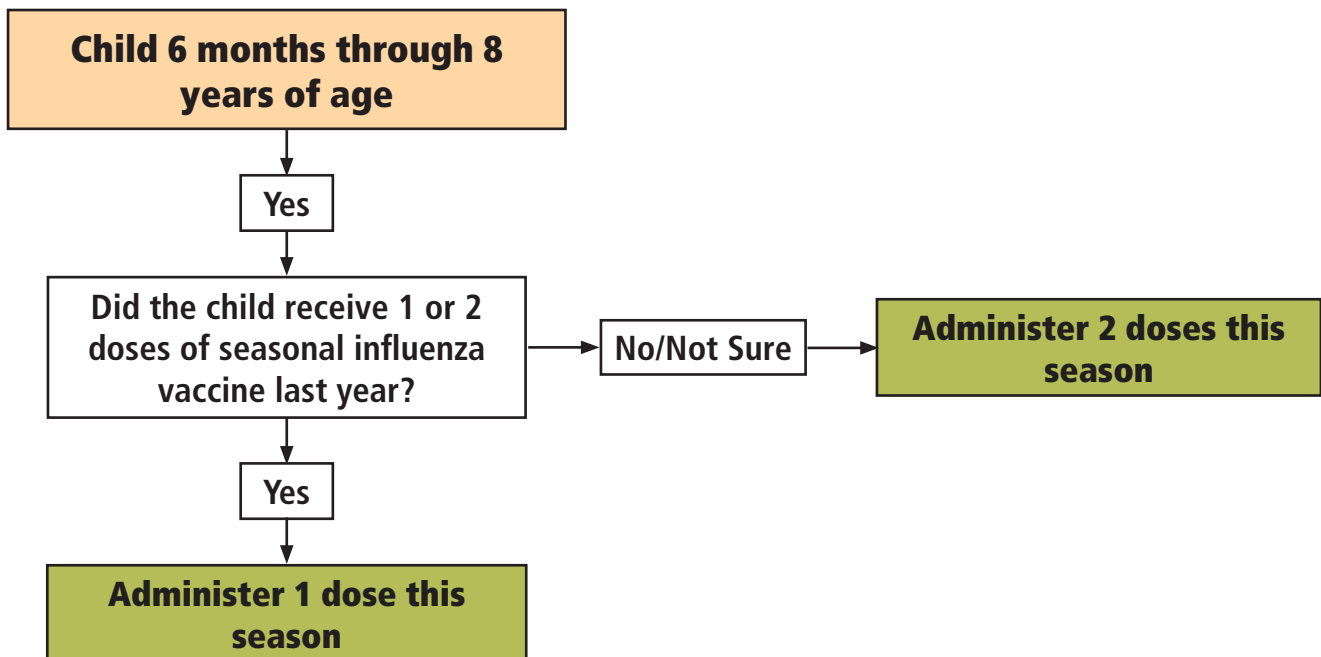 Child 6 months through 8
years of age
Yes
Did the child receive 1 or 2
doses of seasonal influenza
vaccine last year?
No/Not Sure
Administer 2 doses this
season
Yes
Administer 1 dose this
season